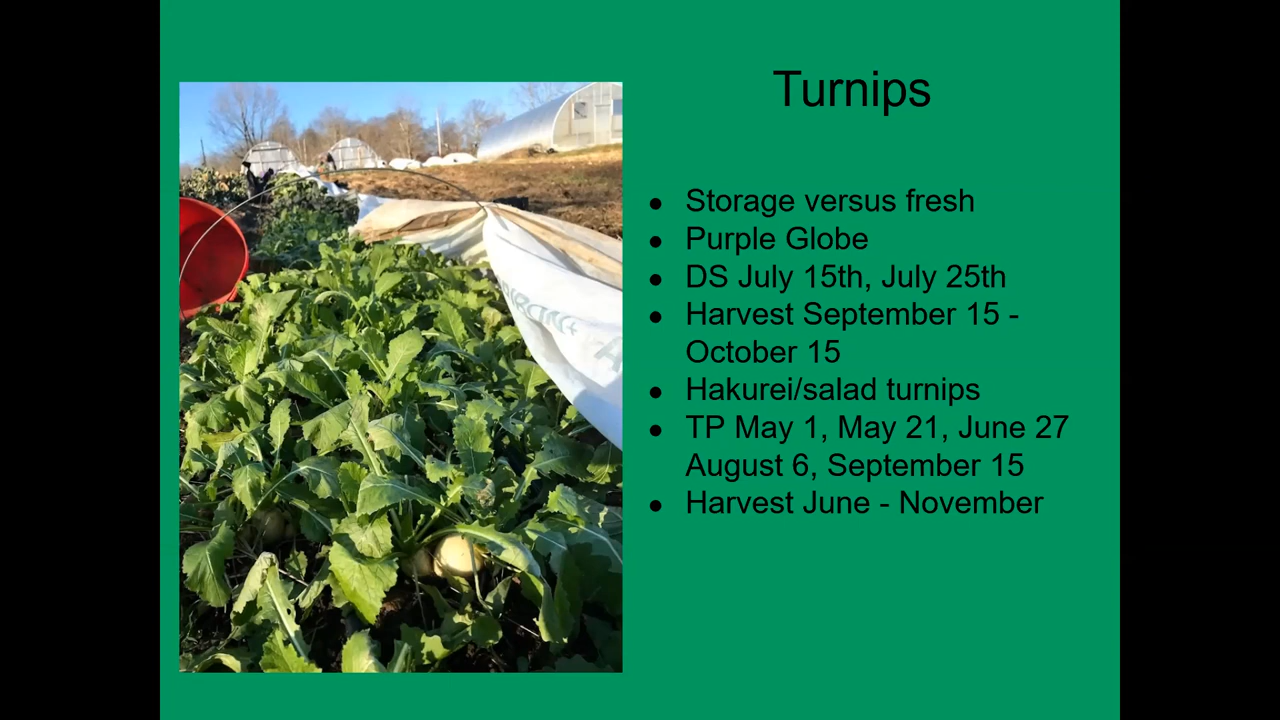 Turnips
● Storage versus fresh
● Purple Globe
● DS July 15th, July 25th
● Harvest September 15 -
October 15
● Hakurei/salad turnips
● TP May 1, May 21, June 27
August 6, September 15
● Harvest June - November